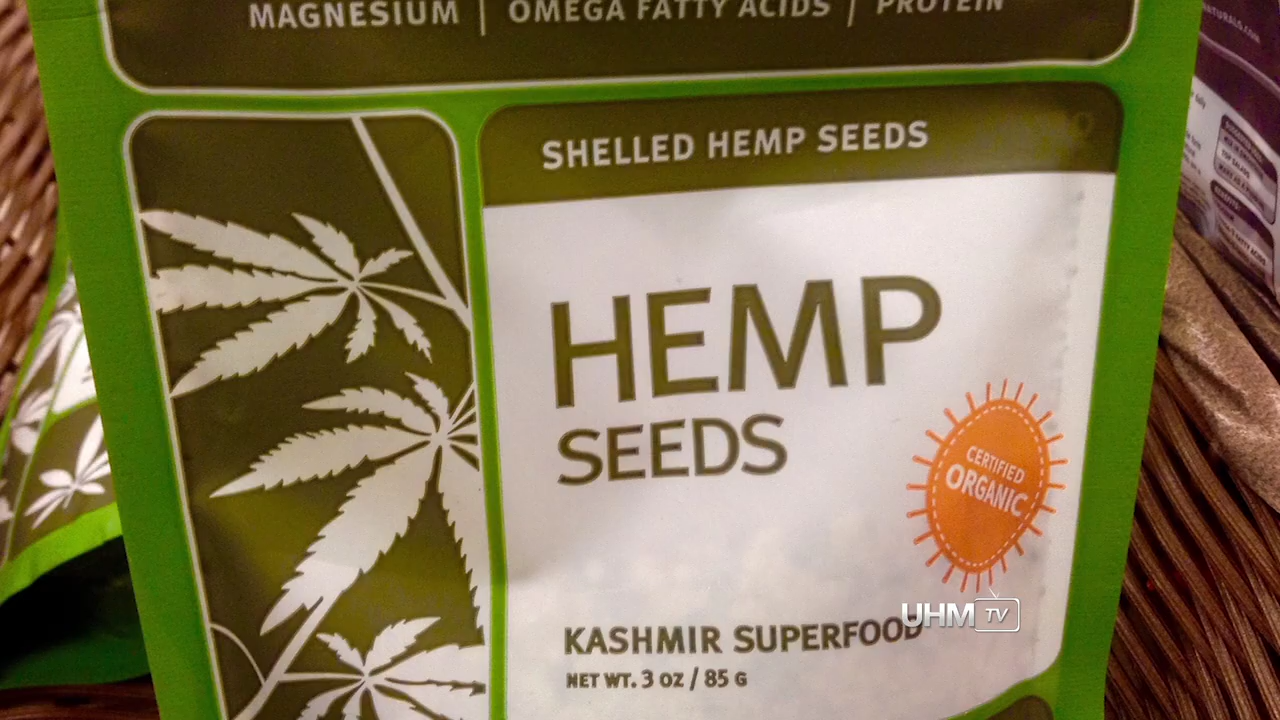 MAGNESIUM | OMEGA FATTY ACIDS | PROTEIN
SHELLED HEMP SEEDS
HEMP
SEEDS
CERTIFIED
ORGANIC
KASHMIR SUPERFOOD
NET WT. 3 OZ / 85 G
UHM TV